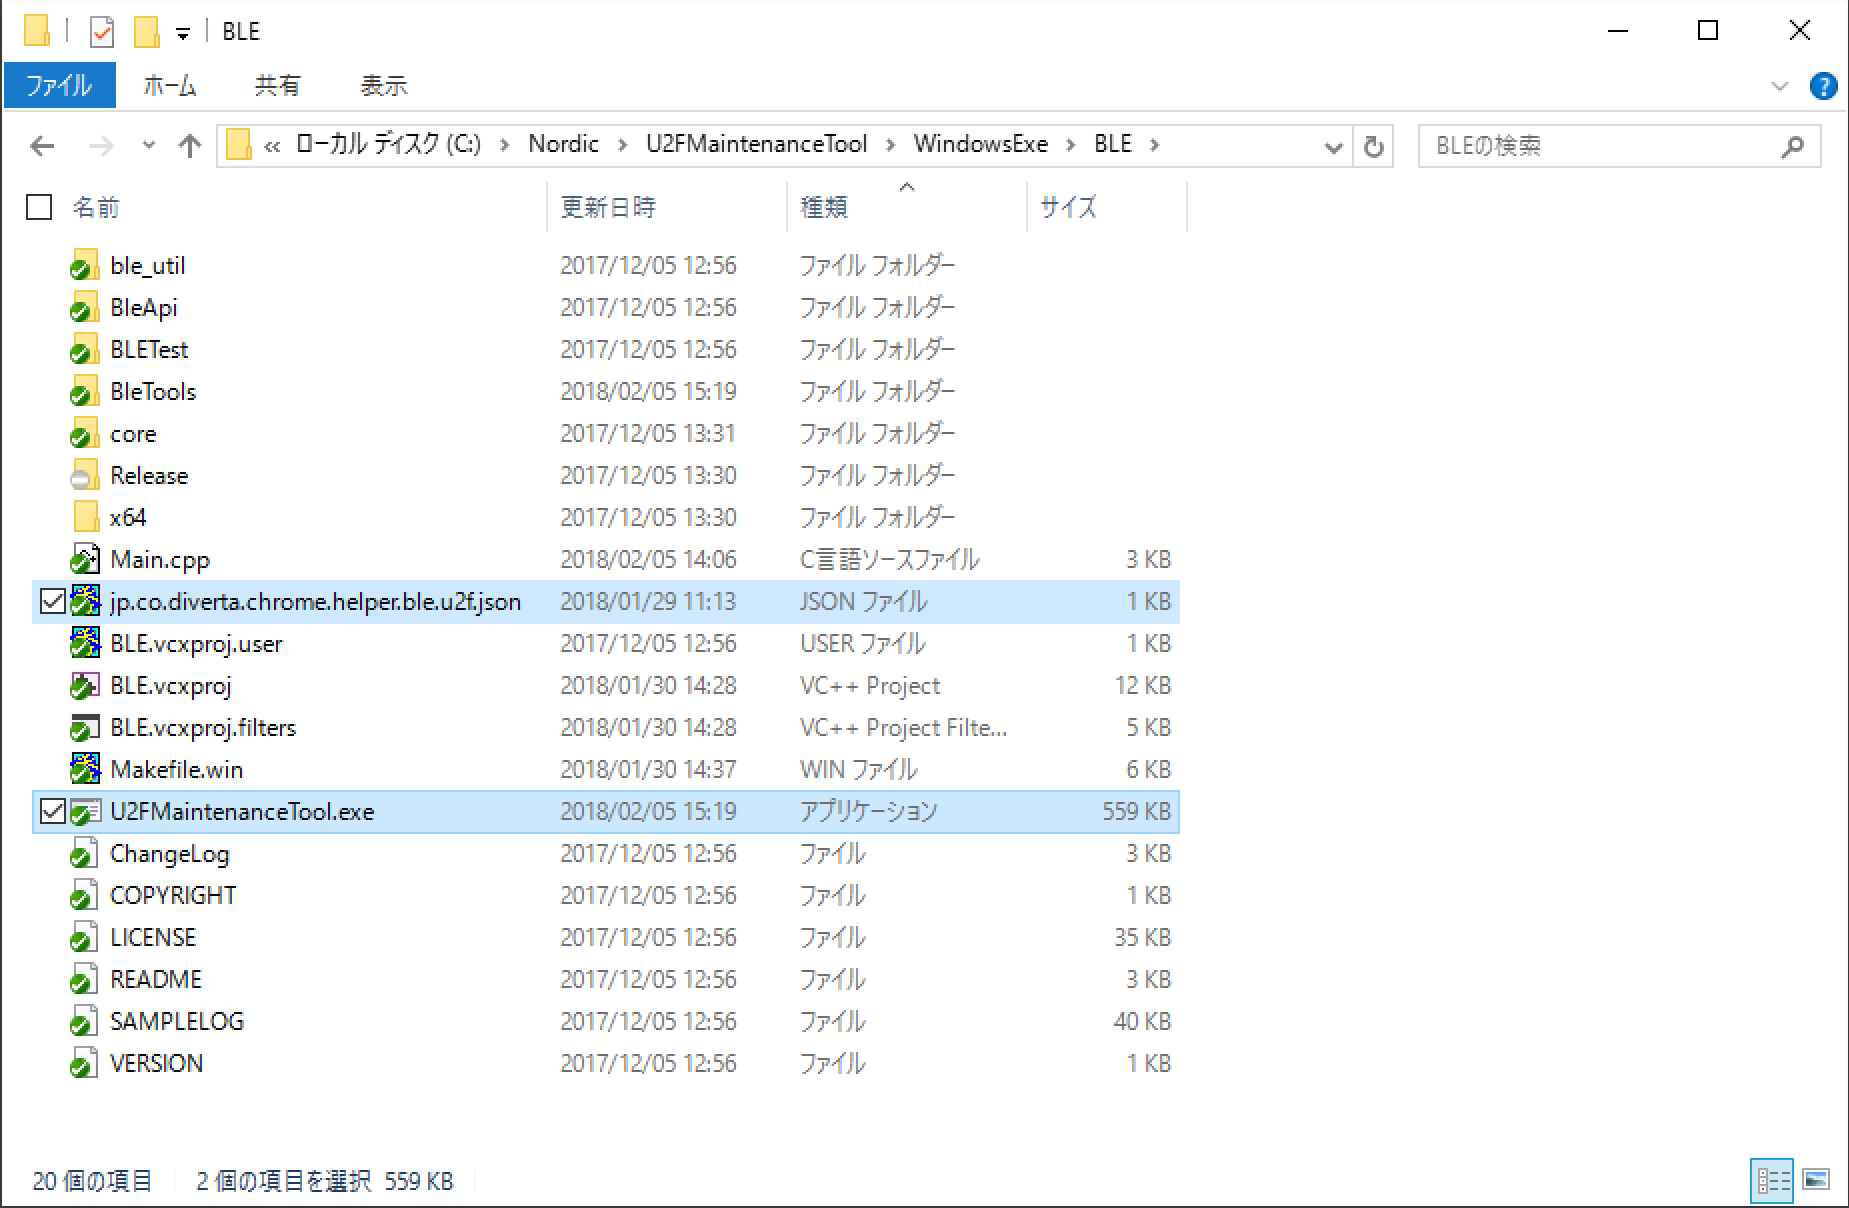 BLE
ファイル ホーム 共有 表示
« ローカル ディスク (C:) › Nordic › U2FMaintenanceTool › WindowsExe › BLE › BLEの検索
名前 更新日時 種類 サイズ
ble_util 2017/12/05 12:56 ファイル フォルダー
BleApi 2017/12/05 12:56 ファイル フォルダー
BLETest 2017/12/05 12:56 ファイル フォルダー
BleTools 2018/02/05 15:19 ファイル フォルダー
core 2017/12/05 13:31 ファイル フォルダー
Release 2017/12/05 13:30 ファイル フォルダー
x64 2017/12/05 13:30 ファイル フォルダー
Main.cpp 2018/02/05 14:06 C言語ソースファイル 3 KB
jp.co.diverta.chrome.helper.ble.u2f.json 2018/01/29 11:13 JSON ファイル 1 KB
BLE.vcxproj.user 2017/12/05 12:56 USER ファイル 1 KB
BLE.vcxproj 2018/01/30 14:28 VC++ Project 12 KB
BLE.vcxproj.filters 2018/01/30 14:28 VC++ Project Filte... 5 KB
Makefile.win 2018/01/30 14:37 WIN ファイル 6 KB
U2FMaintenanceTool.exe 2018/02/05 15:19 アプリケーション 559 KB
ChangeLog 2017/12/05 12:56 ファイル 3 KB
COPYRIGHT 2017/12/05 12:56 ファイル 1 KB
LICENSE 2017/12/05 12:56 ファイル 35 KB
README 2017/12/05 12:56 ファイル 3 KB
SAMPLELOG 2017/12/05 12:56 ファイル 40 KB
VERSION 2017/12/05 12:56 ファイル 1 KB
20 個の項目 2 個の項目を選択 559 KB